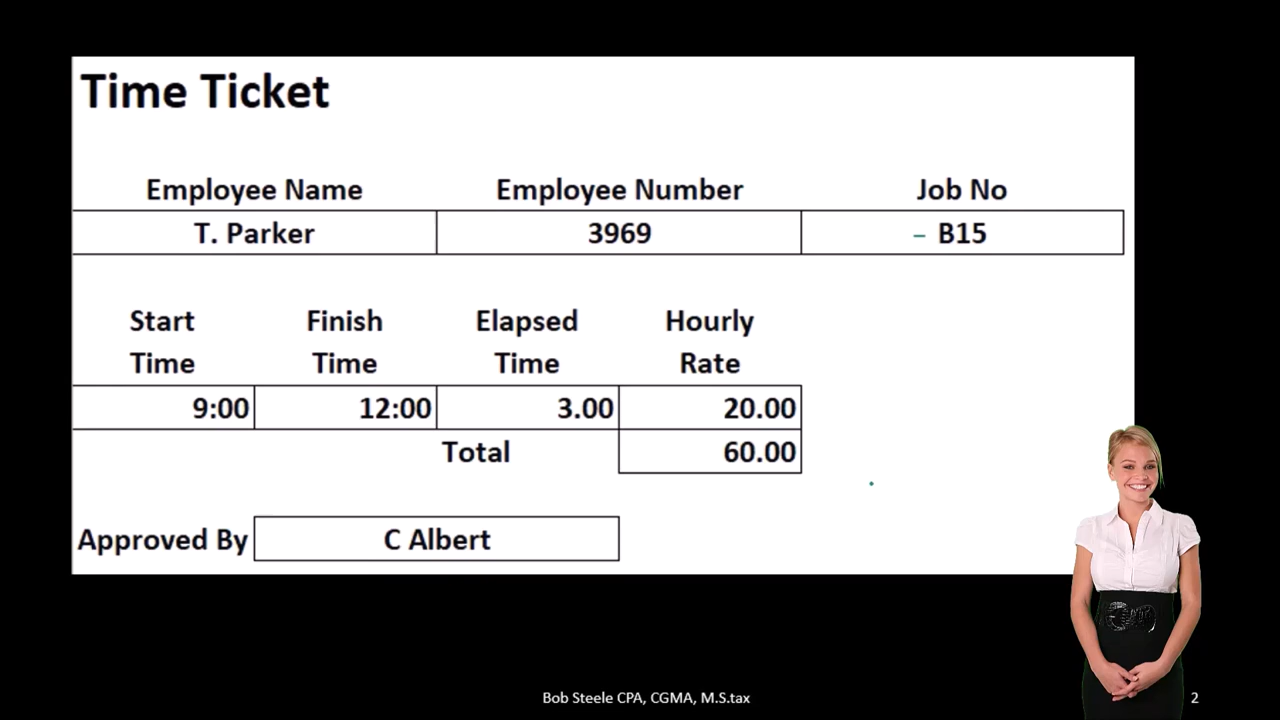 Time Ticket
Employee Name Employee Number Job No
T. Parker 3969 – B15
Start Finish Elapsed Hourly
Time Time Time Rate
9:00 12:00 3.00 20.00
Total 60.00
Approved By C Albert
Bob Steele CPA, CGMA, M.S.tax 2